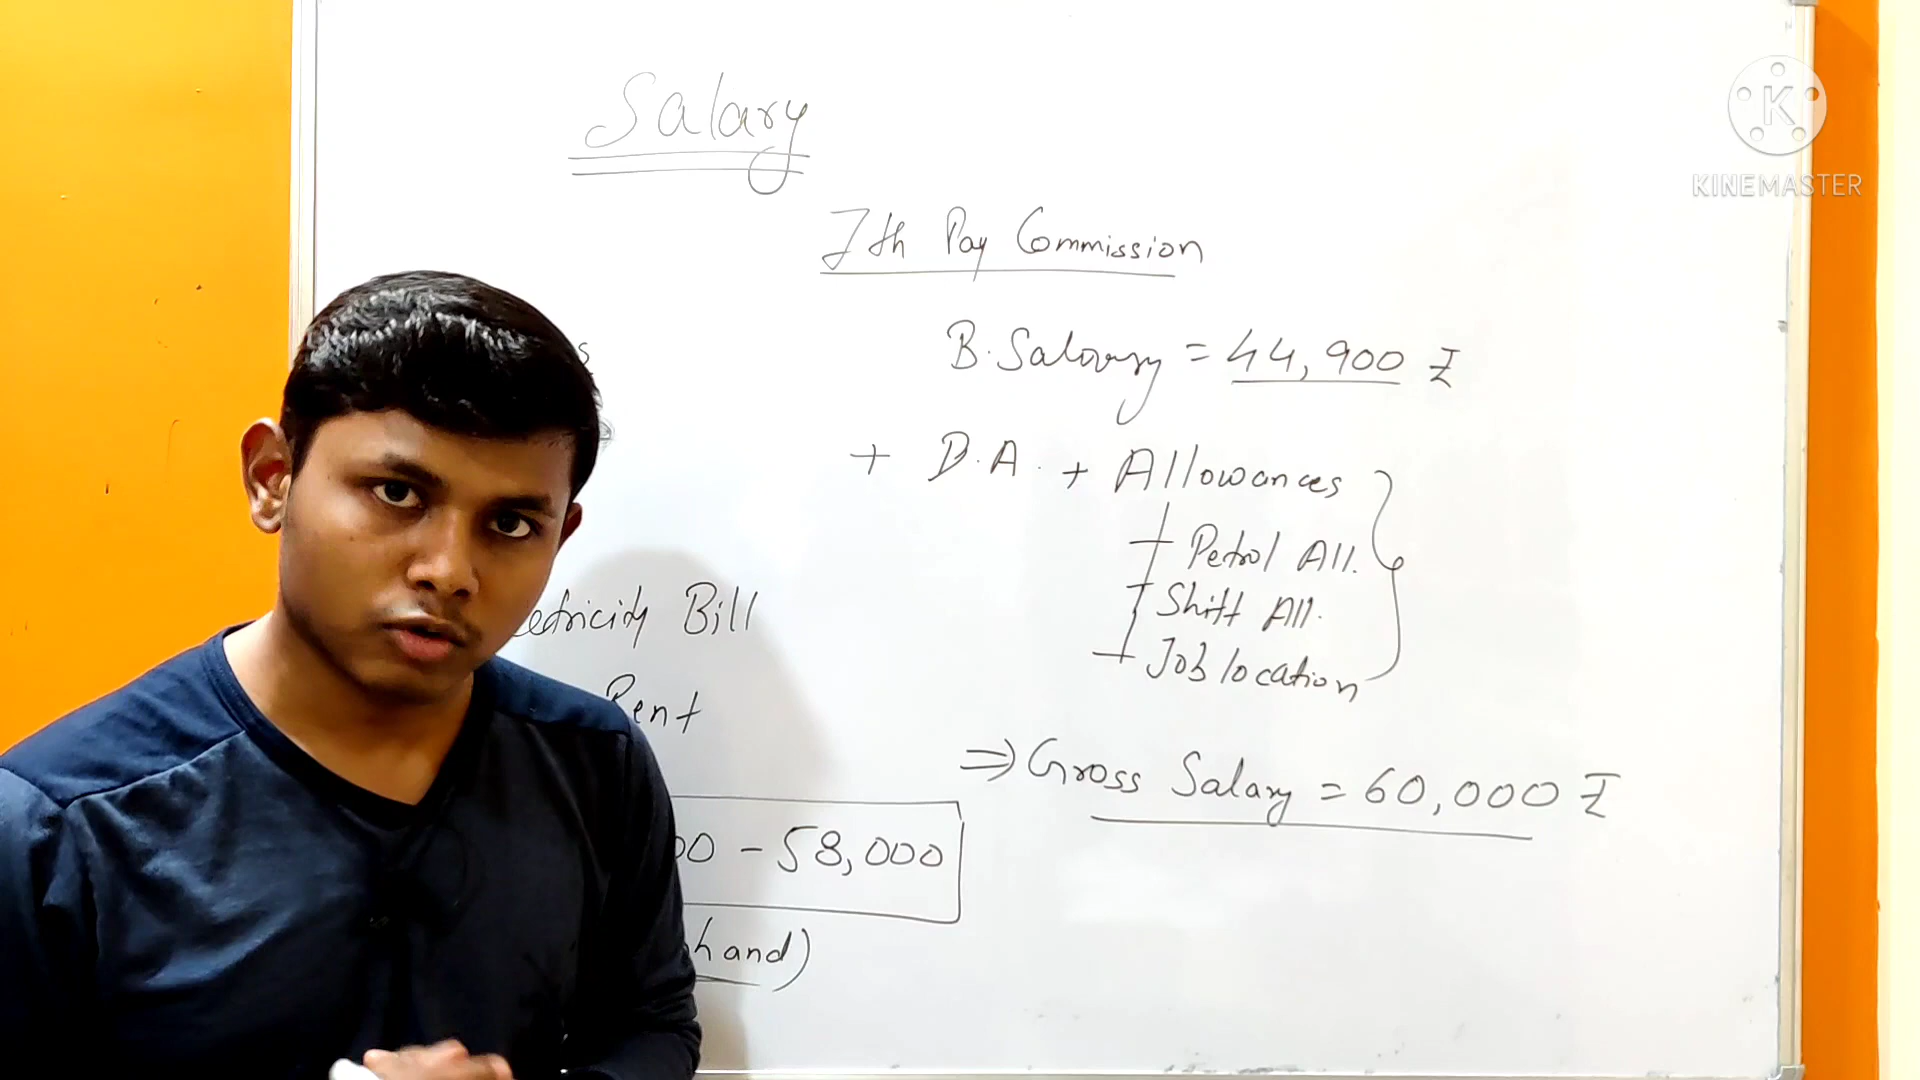 Salary
7th Pay Commission
B. Salary = 44,900 ₹
+ D.A. + Allowances
Petrol All.
Shift All.
Job location
⇒ Gross Salary = 60,000 ₹
Bill
Rent
- 58,000
hand)
K
KINEMASTER